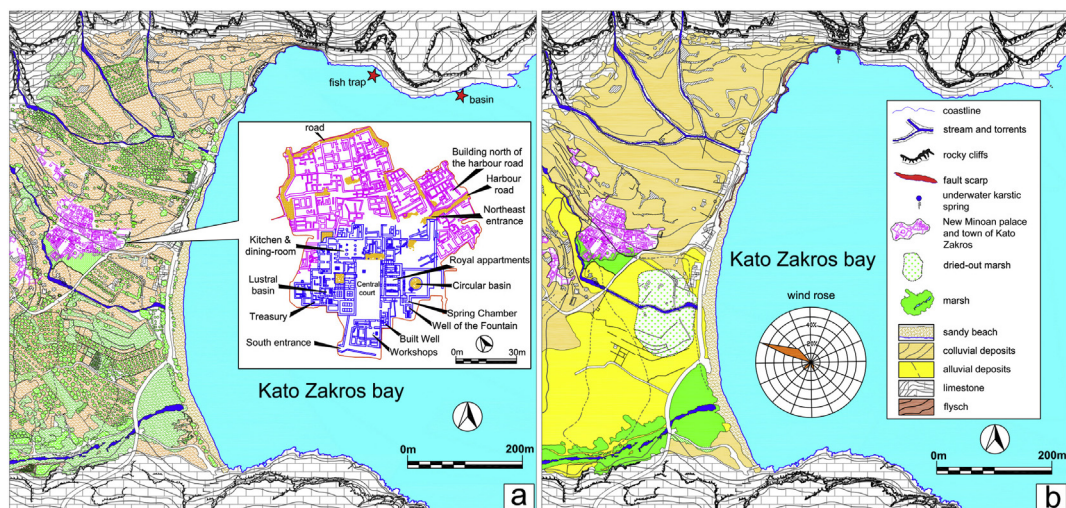 fish trap
basin
road
Building north of
the harbour road
Harbour
road
Northeast
entrance
Kitchen &
dining-room
Royal appartments
Lustral
basin
Central
court
Circular basin
Treasury
Spring Chamber
Well of the Fountain
Built Well
Workshops
South entrance
0m 30m
Kato Zakros bay
0m 200m
a
coastline
stream and torrents
rocky cliffs
fault scarp
underwater karstic
spring
New Minoan palace
and town of Kato
Zakros
dried-out marsh
marsh
sandy beach
colluvial deposits
alluvial deposits
limestone
flysch
Kato Zakros bay
wind rose
40%
20%
0m 200m
b